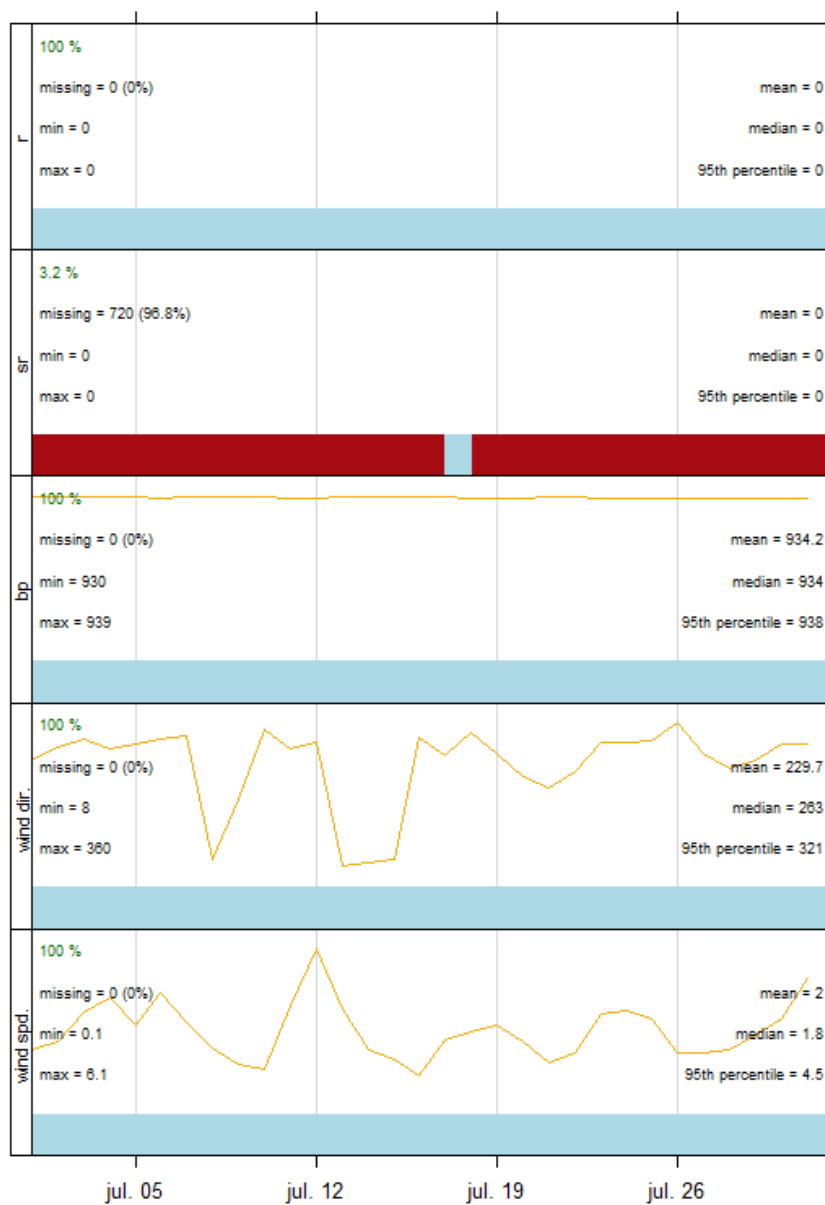 r
100 %
missing = 0 (0%)
mean = 0
min = 0
median = 0
max = 0
95th percentile = 0
sr
3.2 %
missing = 720 (96.8%)
mean = 0
min = 0
median = 0
max = 0
95th percentile = 0
bp
100 %
missing = 0 (0%)
mean = 934.2
min = 930
median = 934
max = 939
95th percentile = 938
wind dir.
100 %
missing = 0 (0%)
mean = 229.7
min = 8
median = 263
max = 360
95th percentile = 321
wind spd.
100 %
missing = 0 (0%)
mean = 2
min = 0.1
median = 1.8
max = 6.1
95th percentile = 4.5
jul. 05
jul. 12
jul. 19
jul. 26